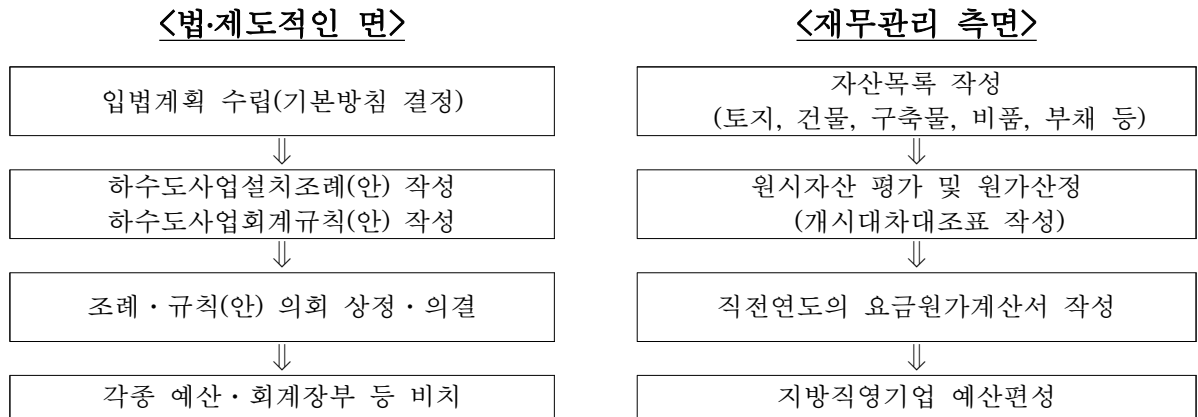 <법·제도적인 면>
입법계획 수립(기본방침 결정)
⇓
하수도사업설치조례(안) 작성
하수도사업회계규칙(안) 작성
⇓
조례·규칙(안) 의회 상정·의결
⇓
각종 예산·회계장부 등 비치
<재무관리 측면>
자산목록 작성
(토지, 건물, 구축물, 비품, 부채 등)
⇓
원시자산 평가 및 원가산정
(개시대차대조표 작성)
⇓
직전연도의 요금원가계산서 작성
⇓
지방직영기업 예산편성